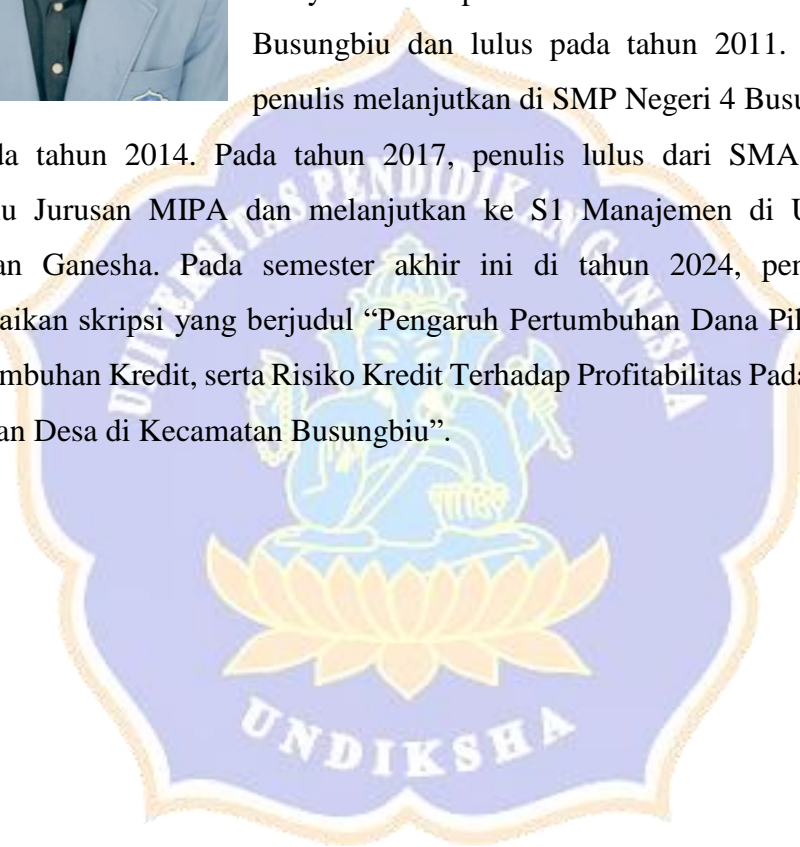 Busungbiu dan lulus pada tahun 2011.
penulis melanjutkan di SMP Negeri 4 Busu
da tahun 2014. Pada tahun 2017, penulis lulus dari SMA
u Jurusan MIPA dan melanjutkan ke S1 Manajemen di U
an Ganesha. Pada semester akhir ini di tahun 2024, pen
aikan skripsi yang berjudul “Pengaruh Pertumbuhan Dana Pih
mbuhan Kredit, serta Risiko Kredit Terhadap Profitabilitas Pada
an Desa di Kecamatan Busungbiu”.
PENDIDIKAN GANESHA
UNDIKSHA